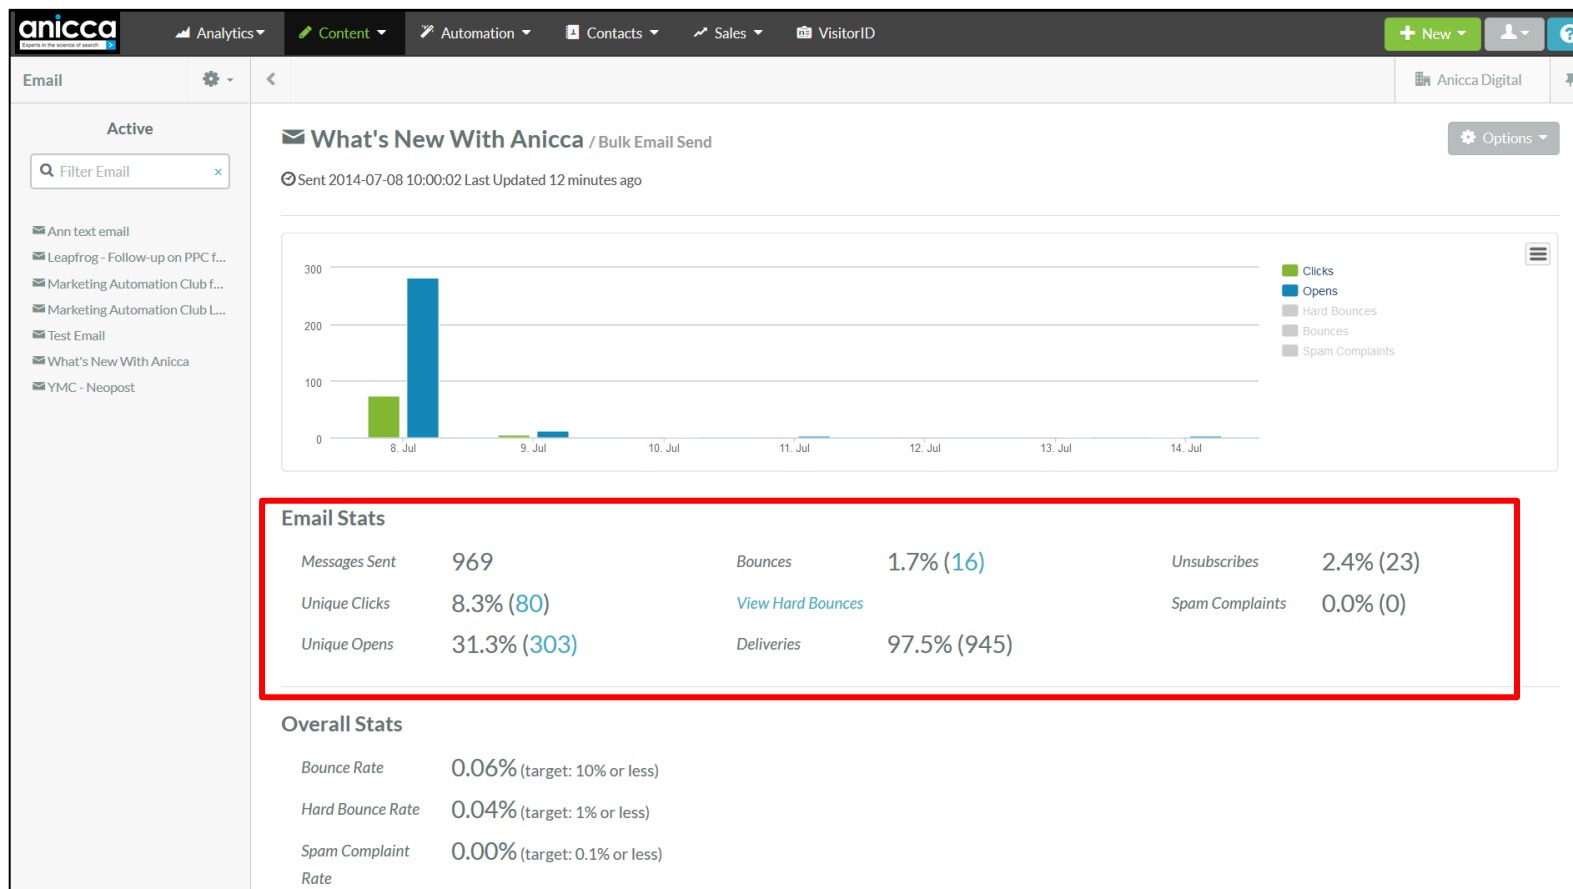 anicca
Experts in the science of search
Analytics
Content
Automation
Contacts
Sales
VisitorID
New
?
Email
Anicca Digital
Active
Filter Email ×
Ann text email
Leapfrog - Follow-up on PPC f...
Marketing Automation Club f...
Marketing Automation Club L...
Test Email
What's New With Anicca
YMC - Neopost
What's New With Anicca / Bulk Email Send
Options
Sent 2014-07-08 10:00:02 Last Updated 12 minutes ago
300
200
100
0
8. Jul
9. Jul
10. Jul
11. Jul
12. Jul
13. Jul
14. Jul
Clicks
Opens
Hard Bounces
Bounces
Spam Complaints
Email Stats
Messages Sent 969
Unique Clicks 8.3% (80)
Unique Opens 31.3% (303)
Bounces 1.7% (16)
View Hard Bounces
Deliveries 97.5% (945)
Unsubscribes 2.4% (23)
Spam Complaints 0.0% (0)
Overall Stats
Bounce Rate 0.06% (target: 10% or less)
Hard Bounce Rate 0.04% (target: 1% or less)
Spam Complaint 0.00% (target: 0.1% or less)
Rate